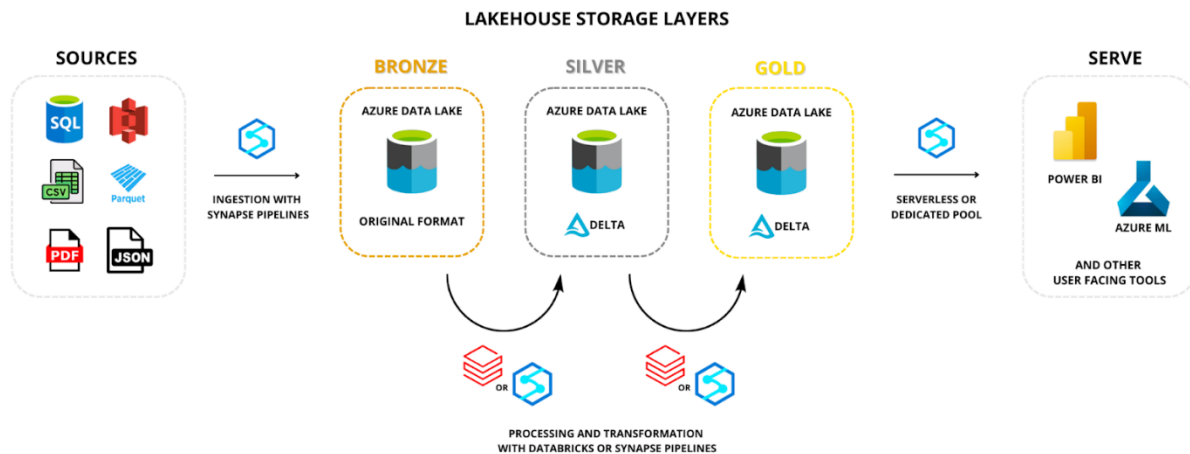 LAKEHOUSE STORAGE LAYERS
SOURCES
SQL
CSV
Parquet
PDF
JSON
INGESTION WITH
SYNAPSE PIPELINES
BRONZE
AZURE DATA LAKE
ORIGINAL FORMAT
SILVER
AZURE DATA LAKE
DELTA
GOLD
AZURE DATA LAKE
DELTA
SERVERLESS OR
DEDICATED POOL
SERVE
POWER BI
AZURE ML
AND OTHER
USER FACING TOOLS
OR
OR
PROCESSING AND TRANSFORMATION
WITH DATABRICKS OR SYNAPSE PIPELINES